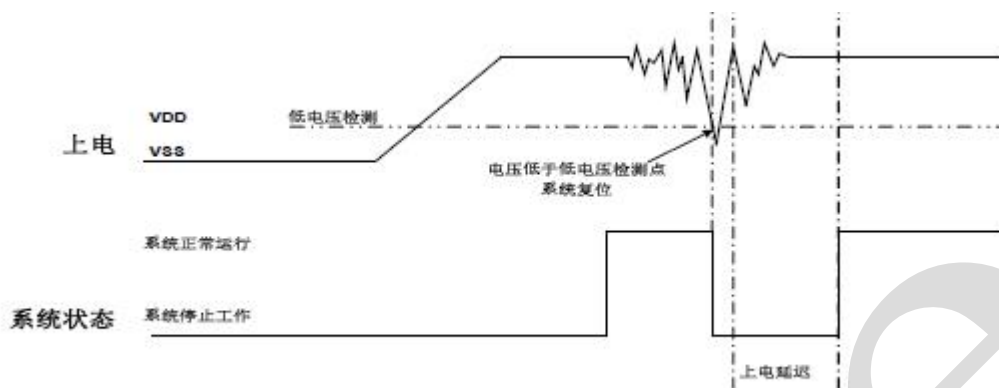 VDD
低电压检测
上电
VSS
电压低于低电压检测点
系统复位
系统正常运行
系统状态
系统停止工作
上电延迟